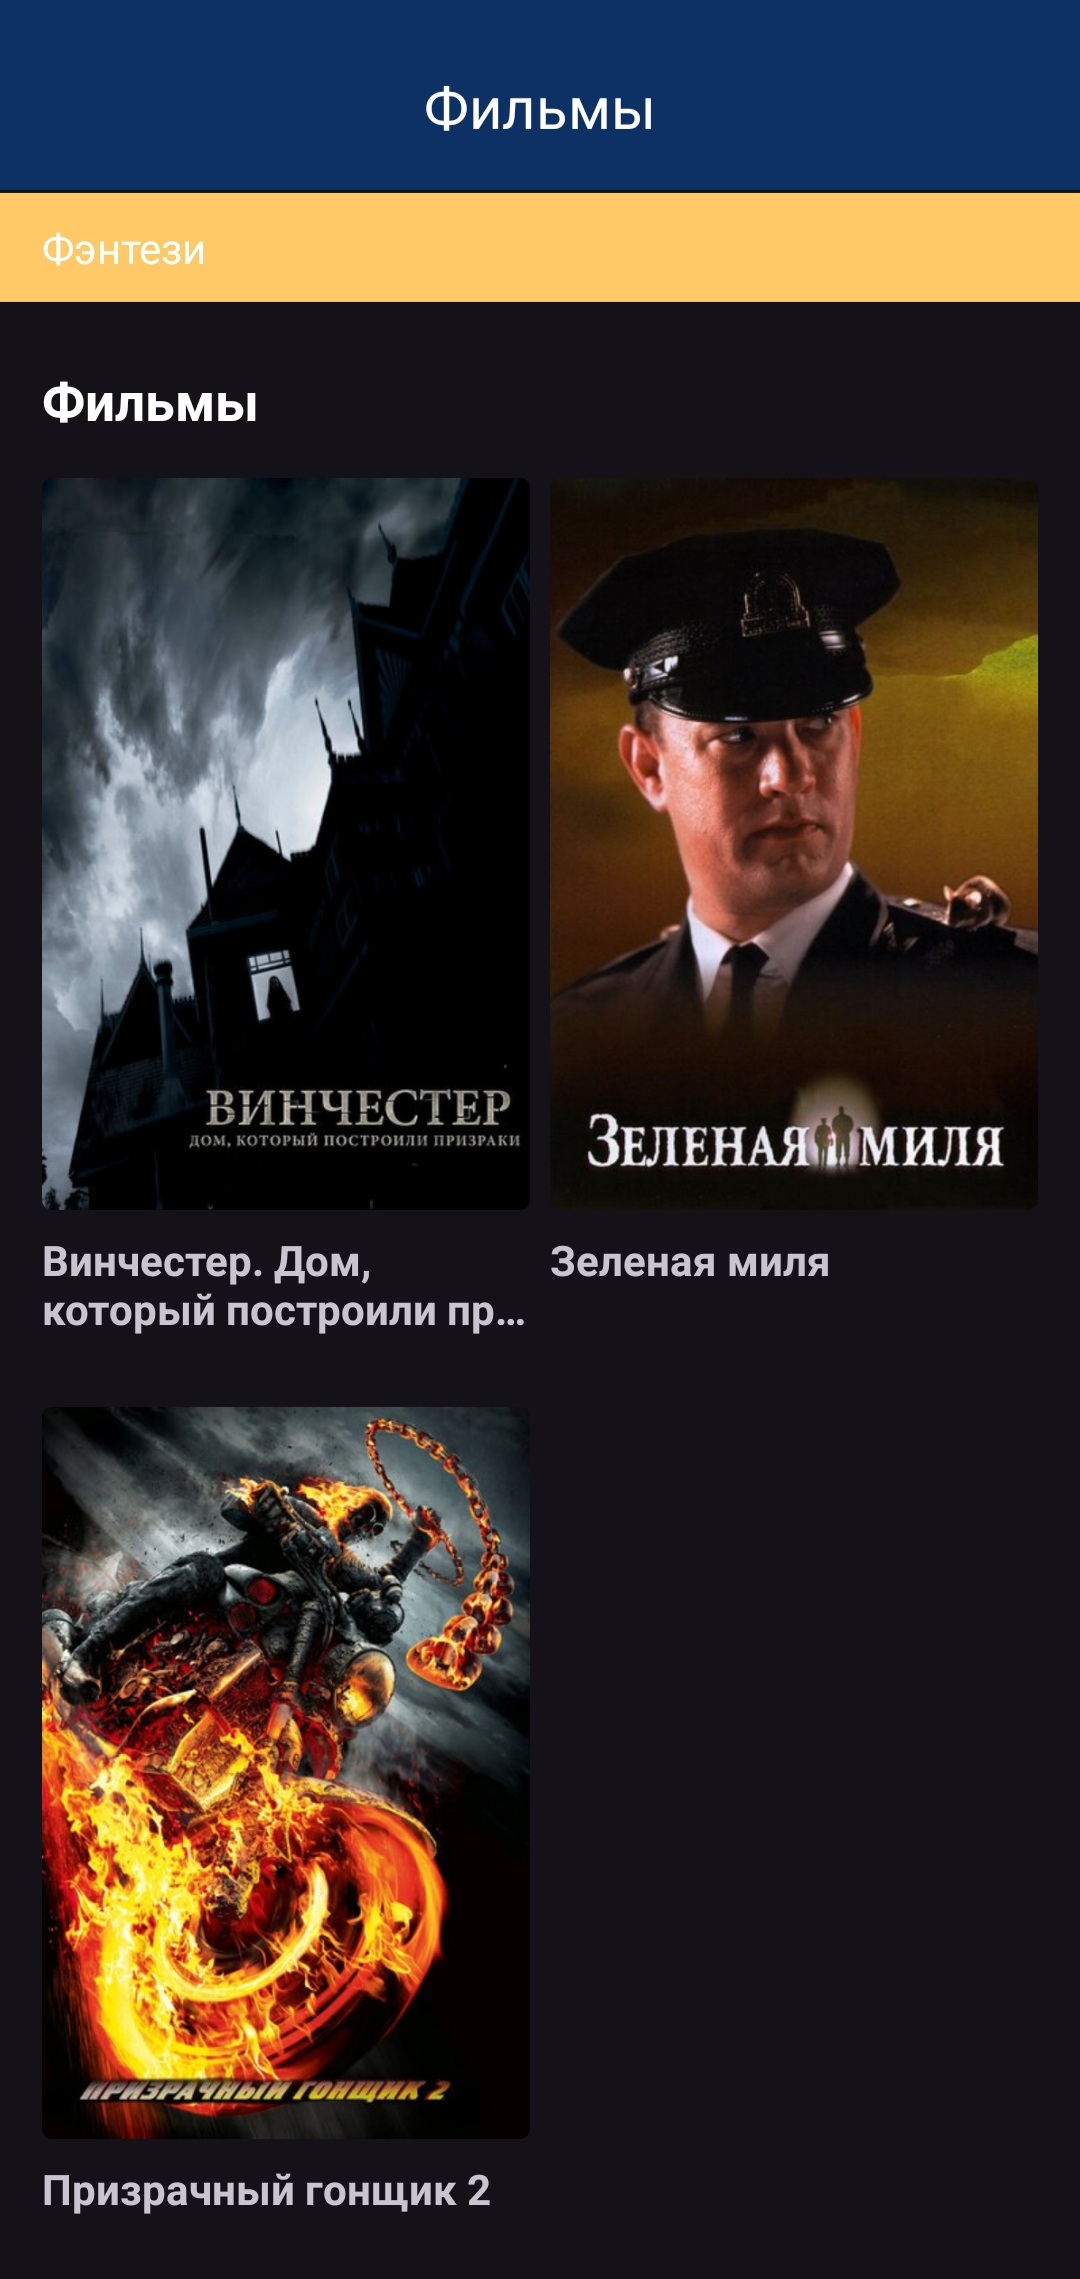 Фильмы
Фэнтези
Фильмы
ВИНЧЕСТЕР
ДОМ, КОТОРЫЙ ПОСТРОИЛИ ПРИЗРАКИ
ЗЕЛЕНАЯ МИЛЯ
Винчестер. Дом,
который построили пр...
Зеленая миля
ПРИЗРАЧНЫЙ ГОНЩИК 2
Призрачный гонщик 2